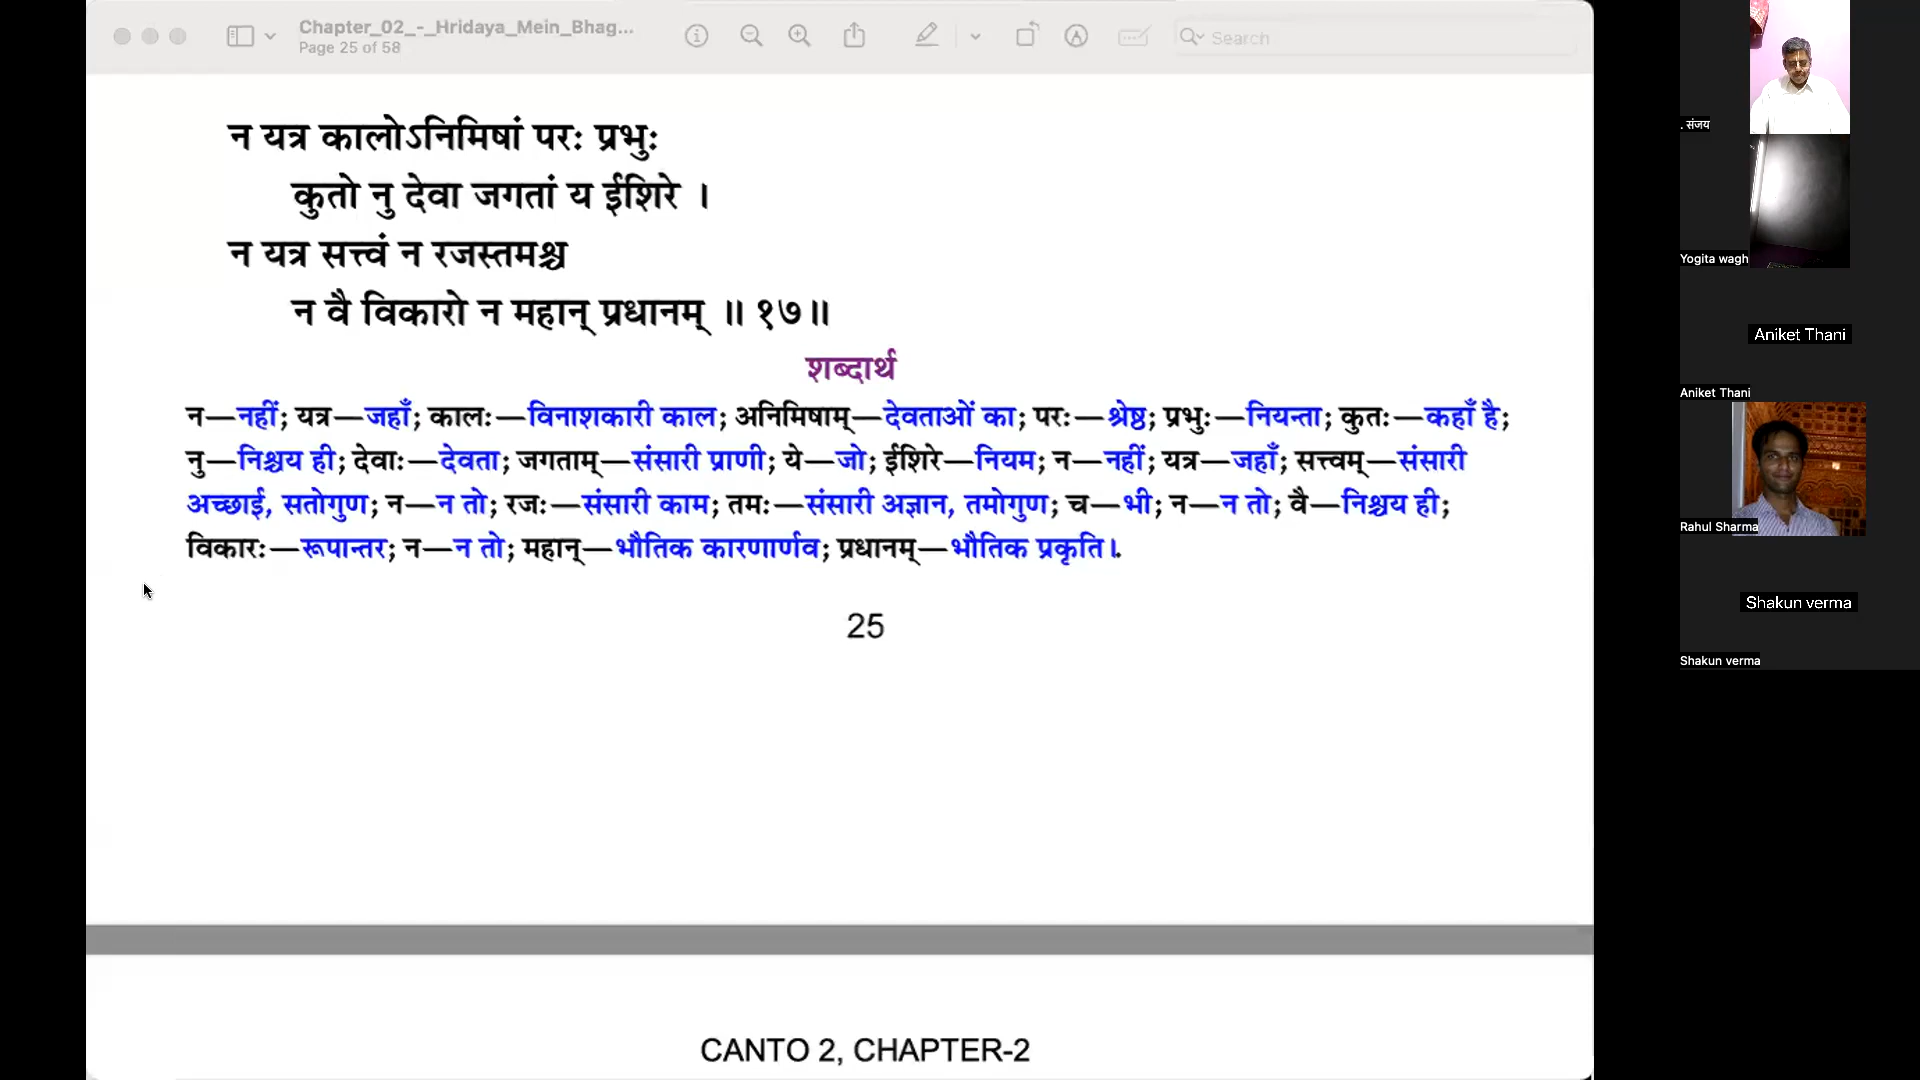 Chapter_02_-_Hridaya_Mein_Bhag...
Page 25 of 58
Search
न यत्र कालोऽनिमिषां परः प्रभुः
कुतो नु देवा जगतां य ईशिरे ।
न यत्र सत्त्वं न रजस्तमश्च
न वै विकारो न महान् प्रधानम् ॥ १७॥
शब्दार्थ
न—नहीं; यत्र—जहाँ; कालः—विनाशकारी काल; अनिमिषाम्—देवताओं का; परः—श्रेष्ठ; प्रभुः—नियन्ता; कुतः—कहाँ है;
नु—निश्चय ही; देवाः—देवता; जगताम्—संसारी प्राणी; ये—जो; ईशिरे—नियम; न—नहीं; यत्र—जहाँ; सत्त्वम्—संसारी
अच्छाई, सतोगुण; न—न तो; रजः—संसारी काम; तमः—संसारी अज्ञान, तमोगुण; च—भी; न—न तो; वै—निश्चय ही;
विकारः—रूपान्तर; न—न तो; महान्—भौतिक कारणार्णव; प्रधानम्—भौतिक प्रकृति।.
25
CANTO 2, CHAPTER-2
. संजय
Yogita wagh
Aniket Thani
Aniket Thani
Rahul Sharma
Shakun verma
Shakun verma